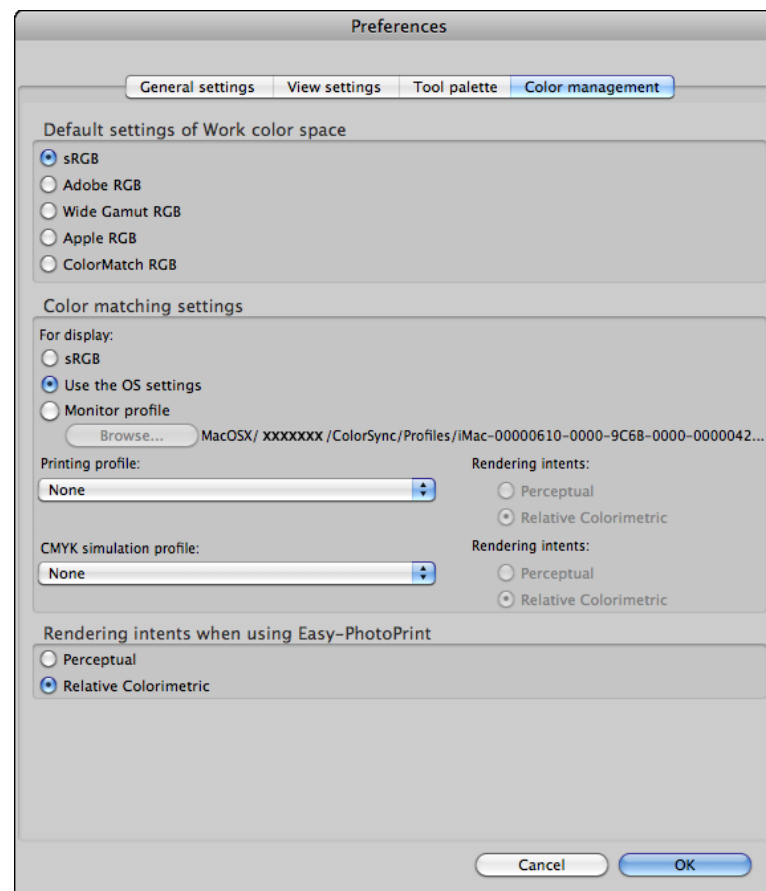 Preferences
General settings View settings Tool palette Color management
Default settings of Work color space
sRGB
Adobe RGB
Wide Gamut RGB
Apple RGB
ColorMatch RGB
Color matching settings
For display:
sRGB
Use the OS settings
Monitor profile
Browse... MacOSX/ XXXXXXX /ColorSync/Profiles/iMac-00000610-0000-9C6B-0000-0000042...
Printing profile: Rendering intents:
None Perceptual
Relative Colorimetric
CMYK simulation profile: Rendering intents:
None Perceptual
Relative Colorimetric
Rendering intents when using Easy-PhotoPrint
Perceptual
Relative Colorimetric
Cancel OK